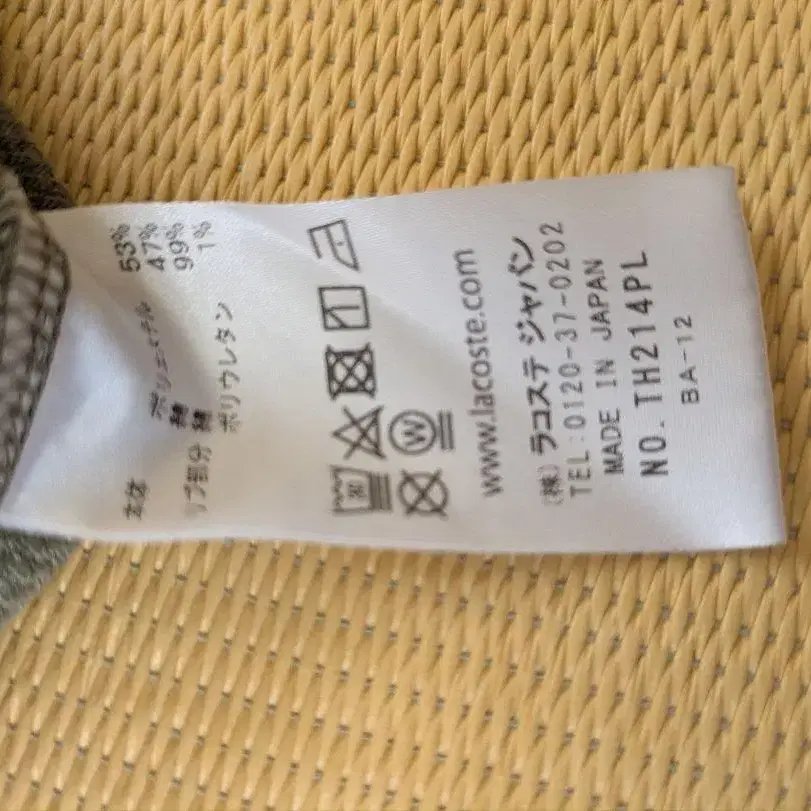 主体 ポリエステル 53%
綿 47%
リブ部分 綿 99%
ポリウレタン 1%
30
W
www.lacoste.com
(株) ラコステ ジャパン
TEL:0120-37-0202
MADE IN JAPAN
NO. TH214PL
BA-12